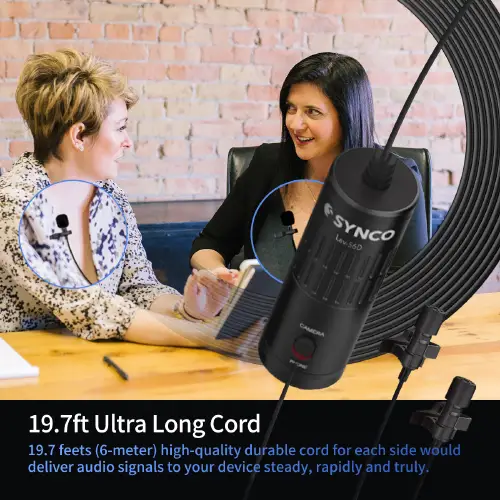 SYNCO
Lav-S6D
CAMERA
19.7ft Ultra Long Cord
19.7 feets (6-meter) high-quality durable cord for each side would
deliver audio signals to your device steady, rapidly and truly.